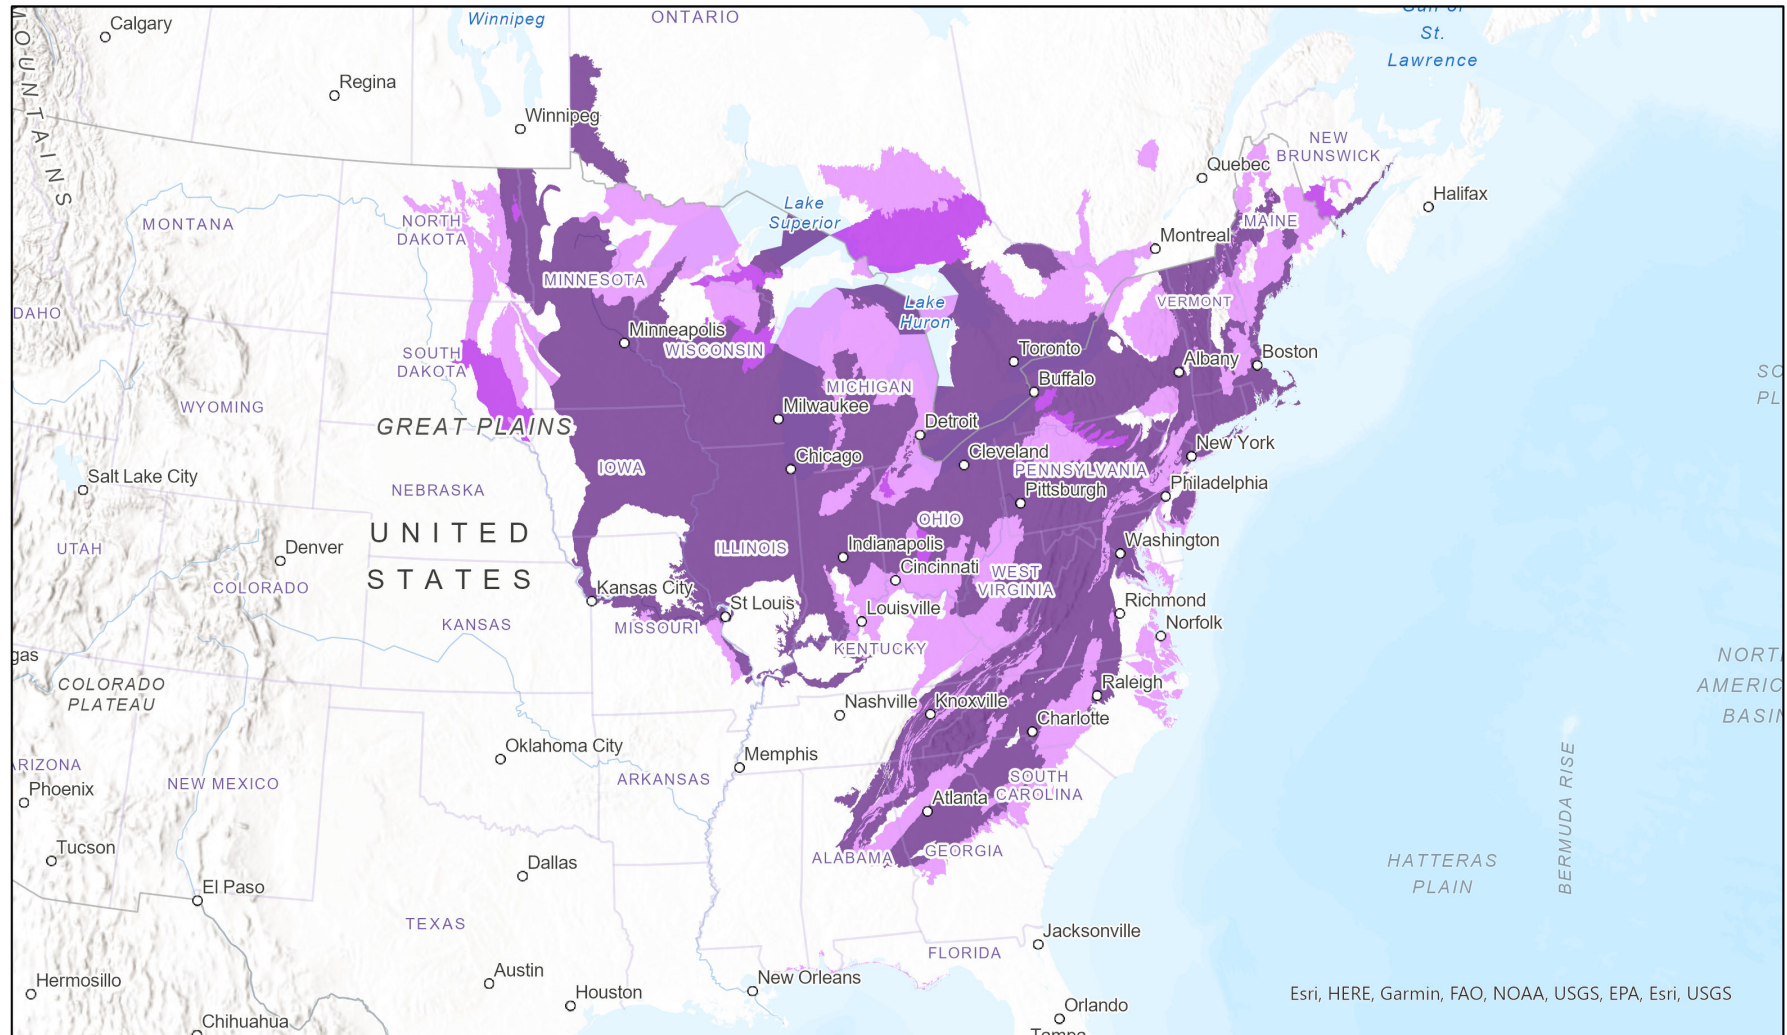 Calgary
Winnipeg
ONTARIO
St.
Lawrence
MOUNTAINS
Regina
Winnipeg
NEW
BRUNSWICK
Quebec
Halifax
Lake
Superior
MONTANA
NORTH
DAKOTA
MAINE
Montreal
MINNESOTA
VERMONT
Lake
Huron
DAHO
Minneapolis
WISCONSIN
SOUTH
DAKOTA
Toronto
Albany
Boston
Buffalo
MICHIGAN
WYOMING
Milwaukee
GREAT PLAINS
Detroit
New York
Chicago
Cleveland
IOWA
PENNSYLVANIA
Salt Lake City
NEBRASKA
Pittsburgh
Philadelphia
UNITED
STATES
OHIO
UTAH
Denver
ILLINOIS
Indianapolis
Washington
Cincinnati
WEST
VIRGINIA
COLORADO
Kansas City
St Louis
Louisville
Richmond
Norfolk
KANSAS
MISSOURI
KENTUCKY
gas
COLORADO
PLATEAU
NORTH
AMERIC
BASIN
Nashville
Knoxville
Raleigh
Charlotte
Oklahoma City
Memphis
RIZONA
Phoenix
NEW MEXICO
ARKANSAS
SOUTH
CAROLINA
Atlanta
BERMUDA RISE
Tucson
Dallas
ALABAMA
GEORGIA
HATTERAS
PLAIN
El Paso
TEXAS
Jacksonville
FLORIDA
Hermosillo
Austin
Houston
New Orleans
Orlando
Chihuahua
Esri, HERE, Garmin, FAO, NOAA, USGS, EPA, Esri, USGS